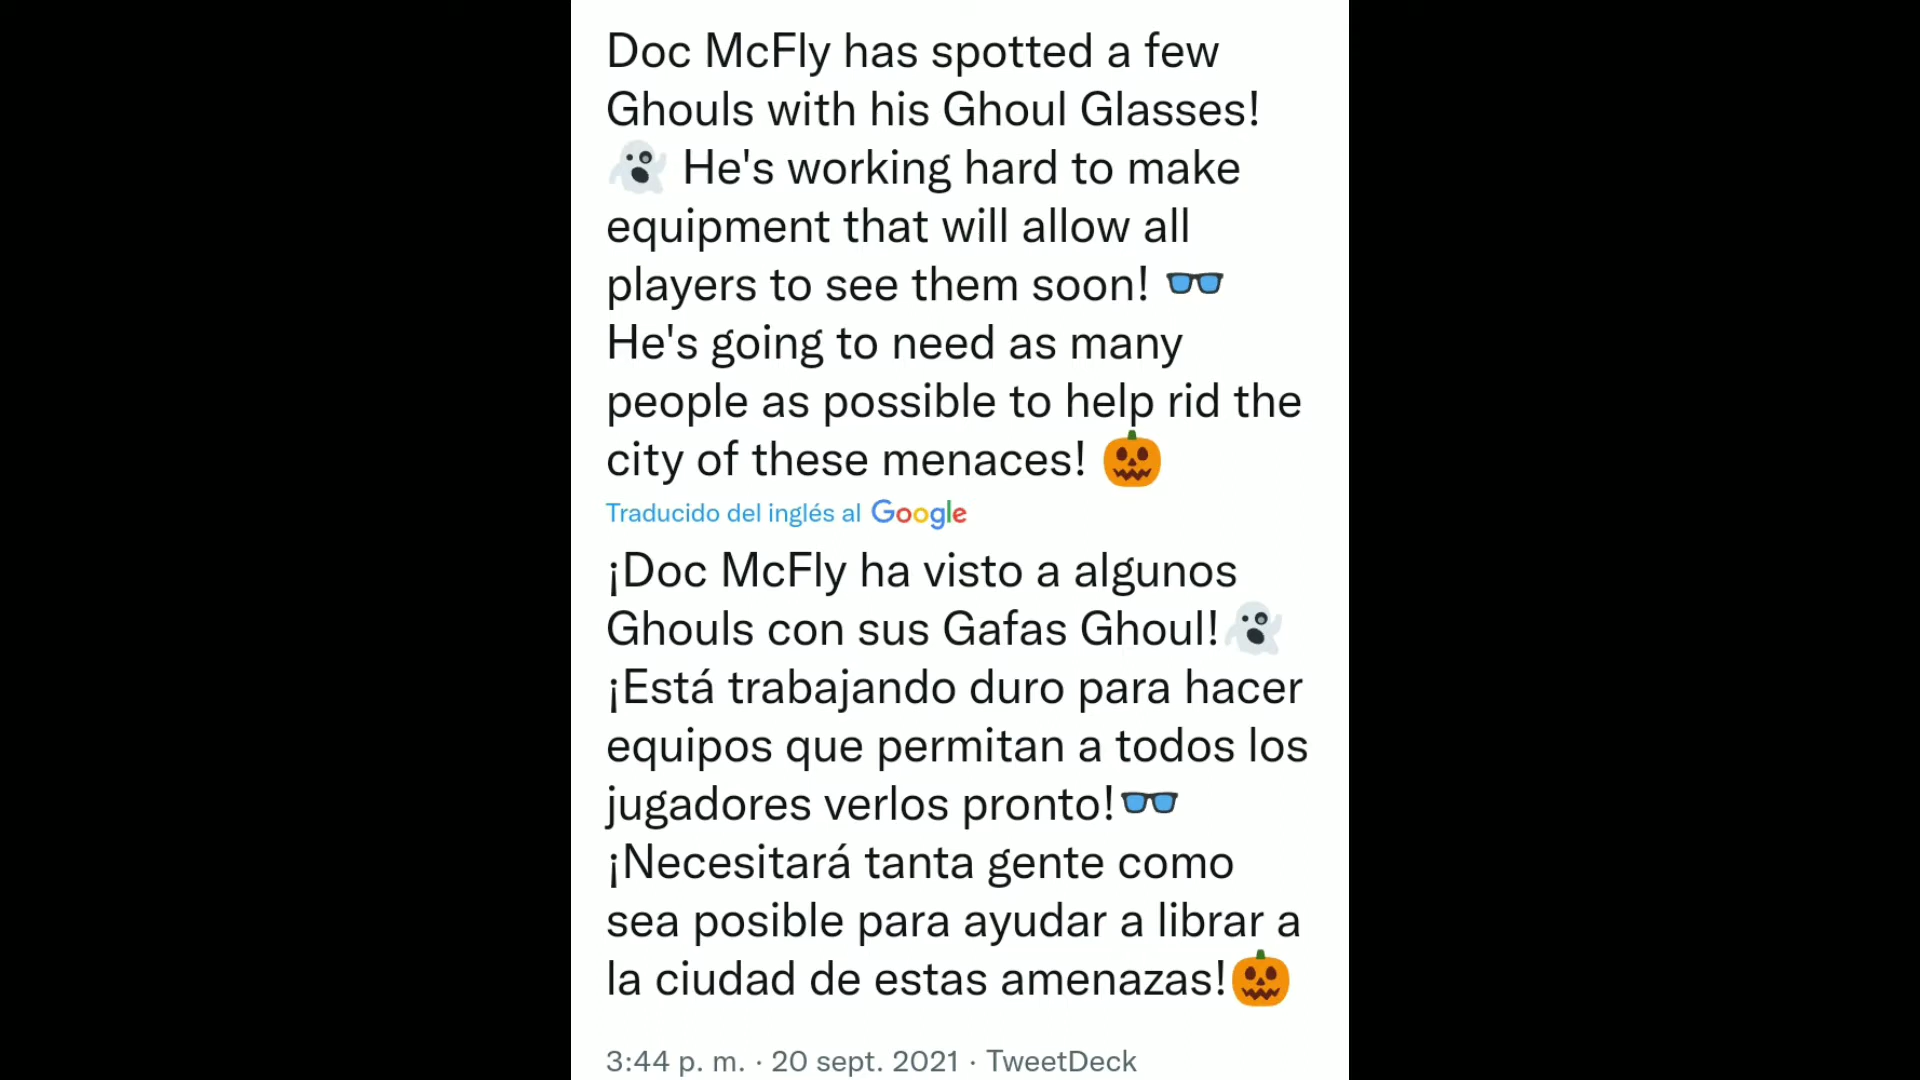 Doc McFly has spotted a few
Ghouls with his Ghoul Glasses!
👻 He's working hard to make
equipment that will allow all
players to see them soon! 👓
He's going to need as many
people as possible to help rid the
city of these menaces! 🎃
Traducido del inglés al Google
¡Doc McFly ha visto a algunos
Ghouls con sus Gafas Ghoul!👻
¡Está trabajando duro para hacer
equipos que permitan a todos los
jugadores verlos pronto!👓
¡Necesitará tanta gente como
sea posible para ayudar a librar a
la ciudad de estas amenazas!🎃
3:44 p. m. · 20 sept. 2021 · TweetDeck